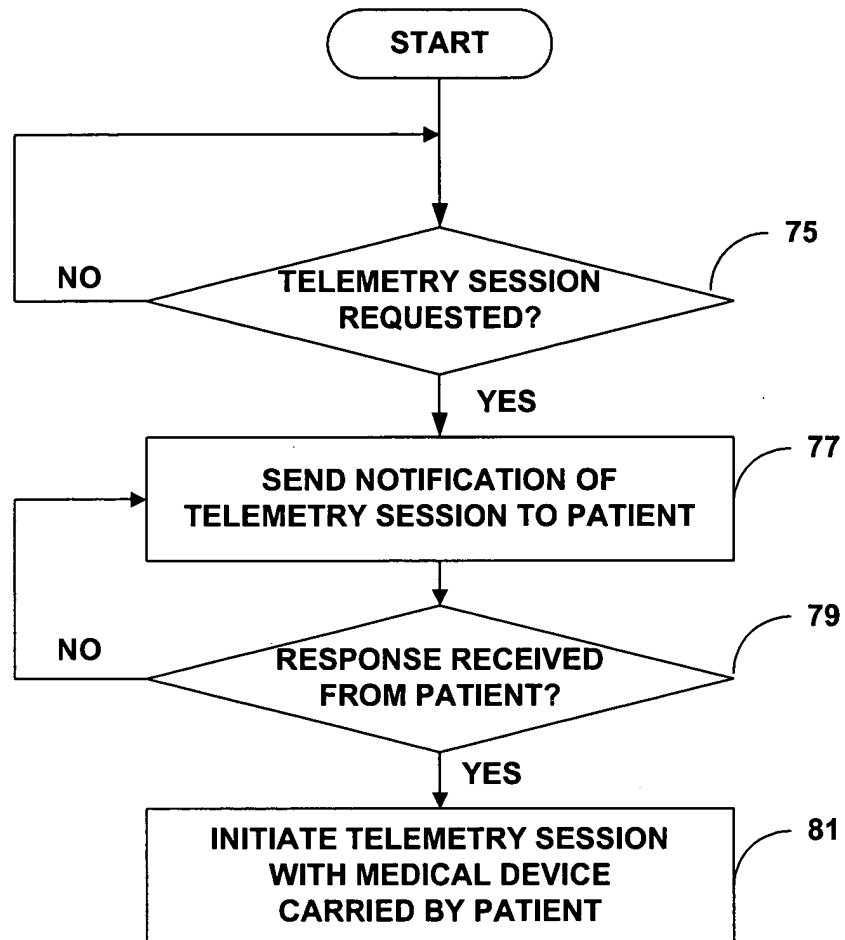 START
75
NO
TELEMETRY SESSION
REQUESTED?
YES
77
SEND NOTIFICATION OF
TELEMETRY SESSION TO PATIENT
79
NO
RESPONSE RECEIVED
FROM PATIENT?
YES
81
INITIATE TELEMETRY SESSION
WITH MEDICAL DEVICE
CARRIED BY PATIENT